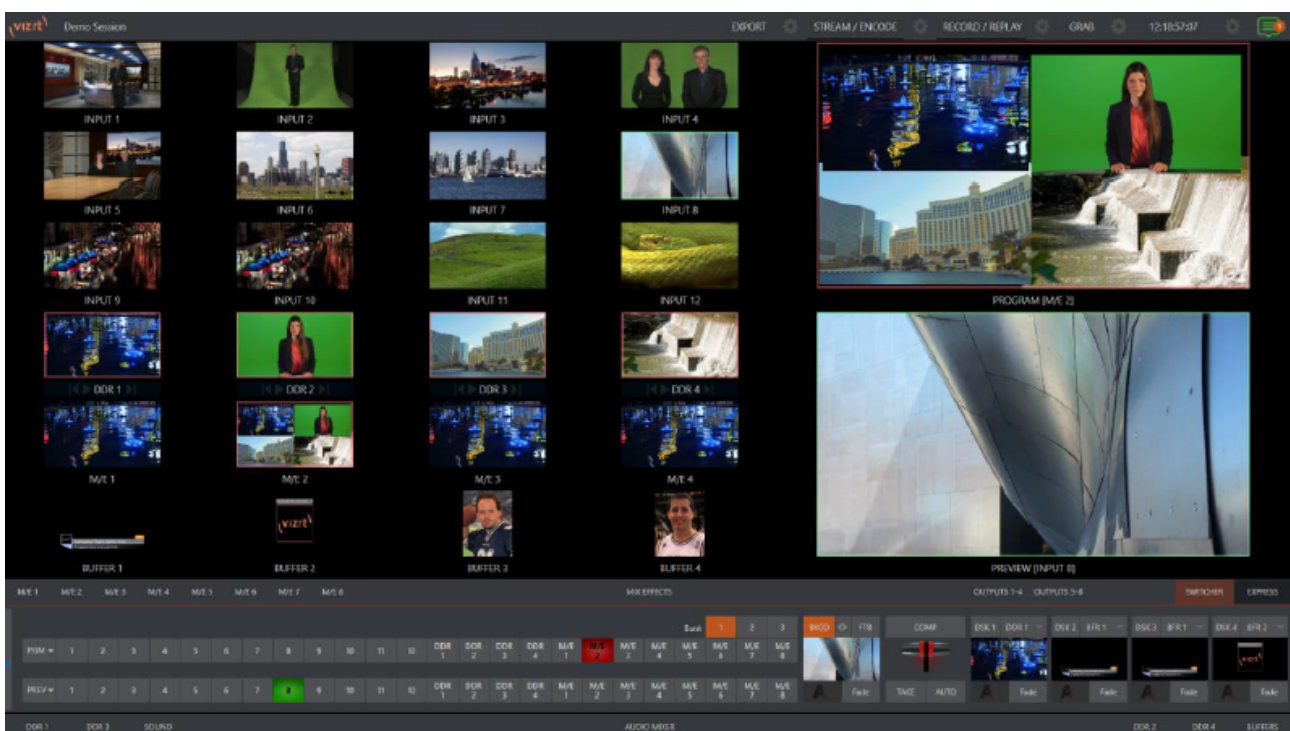 vizrt Demo Session EXPORT STREAM / ENCODE RECORD / REPLAY GRAB 12:18:57:07
INPUT 1 INPUT 2 INPUT 3 INPUT 4
INPUT 5 INPUT 6 INPUT 7 INPUT 8
INPUT 9 INPUT 10 INPUT 11 INPUT 12
PROGRAM [M/E 2]
DDR 1 DDR 2 DDR 3 DDR 4
M/E 1 M/E 2 M/E 3 M/E 4
vizrt
BUFFER 1 BUFFER 2 BUFFER 3 BUFFER 4
PREVIEW [INPUT 8]
M/E 1 M/E 2 M/E 3 M/E 4 M/E 5 M/E 6 M/E 7 M/E 8 MIX EFFECTS OUTPUTS 1-4 OUTPUTS 5-8 SWITCHER EXPRESS
Bank 1 2 3 BKGD FTB COMP DSK 1 DDR 1 DSK 2 BFR 1 DSK 3 BFR 1 DSK 4 BFR 2
PGM 1 2 3 4 5 6 7 8 9 10 11 12 DDR 1 DDR 2 DDR 3 DDR 4 M/E 1 M/E 2 M/E 3 M/E 4 M/E 5 M/E 6 M/E 7 M/E 8
vizrt
PREV 1 2 3 4 5 6 7 8 9 10 11 12 DDR 1 DDR 2 DDR 3 DDR 4 M/E 1 M/E 2 M/E 3 M/E 4 M/E 5 M/E 6 M/E 7 M/E 8 A Fade TAKE AUTO A Fade A Fade A Fade A Fade
DDR 1 DDR 3 SOUND AUDIO MIXER DDR 2 DDR 4 BUFFERS